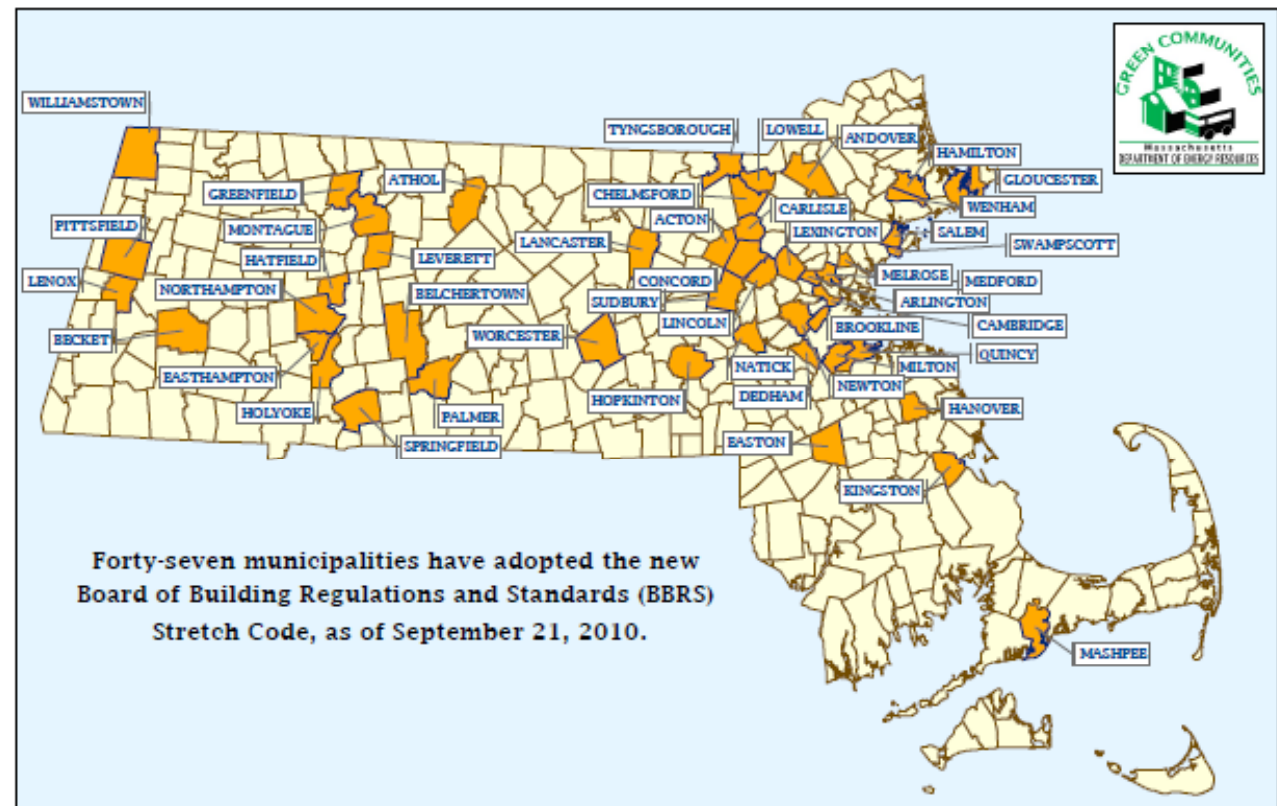 GREEN COMMUNITIES
Massachusetts
DEPARTMENT OF ENERGY RESOURCES
WILLIAMSTOWN
TYNGSBOROUGH
LOWELL
ANDOVER
HAMILTON
GREENFIELD
ATHOL
CHELMSFORD
GLOUCESTER
PITTSFIELD
MONTAGUE
ACTON
CARLISLE
WENHAM
HATFIELD
LEVERETT
LANCASTER
LEXINGTON
SALEM
SWAMPSCOTT
LENOX
NORTHAMPTON
BELCHERTOWN
CONCORD
MELROSE
MEDFORD
SUDBURY
ARLINGTON
BECKET
WORCESTER
LINCOLN
BROOKLINE
CAMBRIDGE
EASTHAMPTON
NATICK
MILTON
QUINCY
HOLYOKE
PALMER
HOPKINTON
DEDHAM
NEWTON
HANOVER
SPRINGFIELD
EASTON
KINGSTON
Forty-seven municipalities have adopted the new
Board of Building Regulations and Standards (BBRS)
Stretch Code, as of September 21, 2010.
MASHPEE